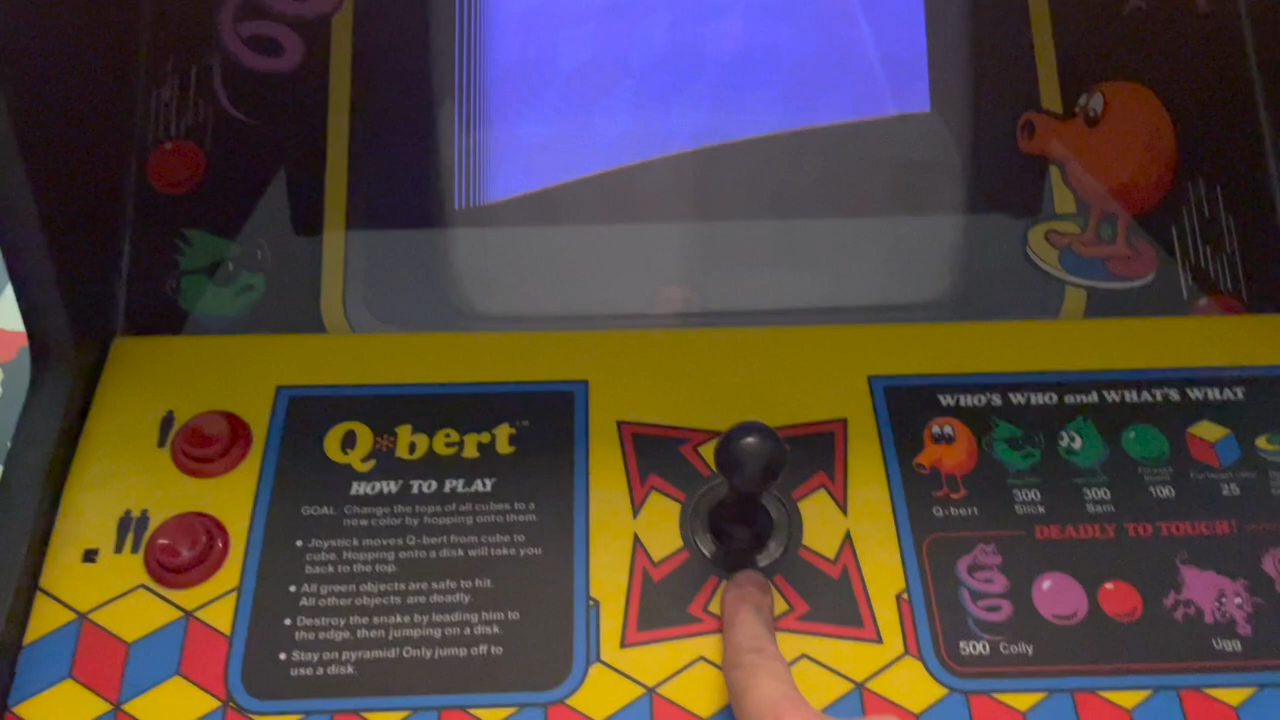 Q*bert™
HOW TO PLAY
GOAL: Change the tops of all cubes to a
new color by hopping onto them.
• Joystick moves Q-bert from cube to
cube. Hopping onto a disk will take you
back to the top.
• All green objects are safe to hit.
All other objects are deadly.
• Destroy the snake by leading him to
the edge, then jumping on a disk.
• Stay on pyramid! Only jump off to
use a disk.
WHO'S WHO and WHAT'S WHAT
Q-bert
300
Slick
300
Sam
100
25
DEADLY TO TOUCH!
500 Coily
Ugg